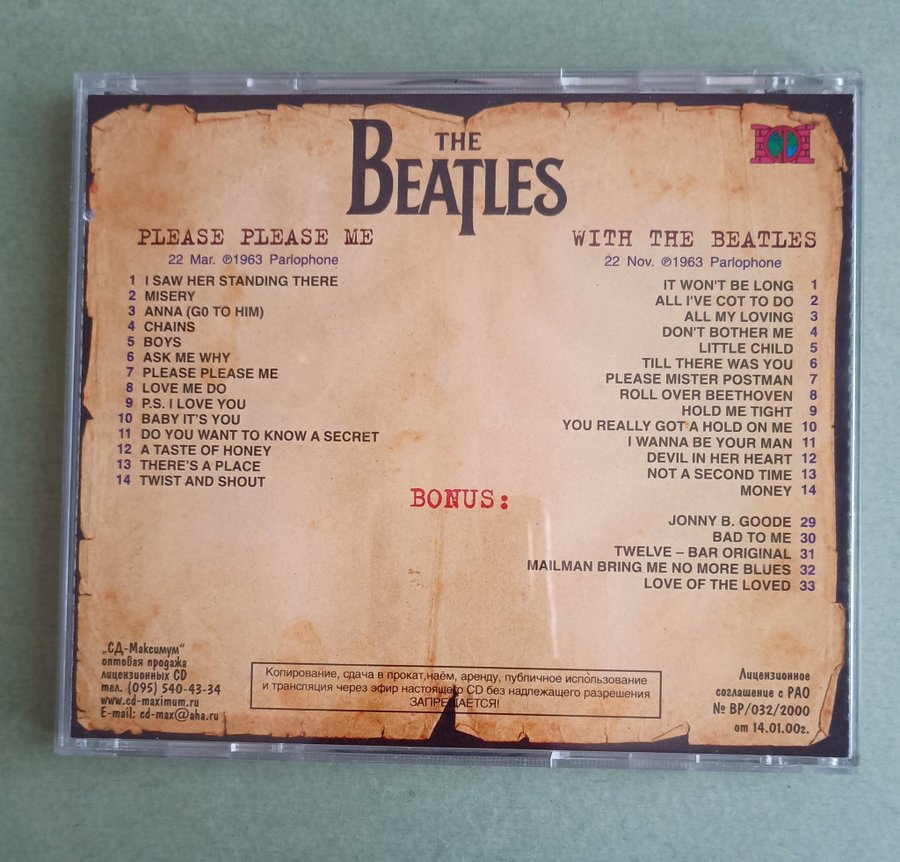 THE
BEATLES
PLEASE PLEASE ME
22 Mar. ℗1963 Parlophone
1 I SAW HER STANDING THERE
2 MISERY
3 ANNA (G0 TO HIM)
4 CHAINS
5 BOYS
6 ASK ME WHY
7 PLEASE PLEASE ME
8 LOVE ME DO
9 P.S. I LOVE YOU
10 BABY IT'S YOU
11 DO YOU WANT TO KNOW A SECRET
12 A TASTE OF HONEY
13 THERE'S A PLACE
14 TWIST AND SHOUT
WITH THE BEATLES
22 Nov. ℗1963 Parlophone
IT WON'T BE LONG 1
ALL I'VE COT TO DO 2
ALL MY LOVING 3
DON'T BOTHER ME 4
LITTLE CHILD 5
TILL THERE WAS YOU 6
PLEASE MISTER POSTMAN 7
ROLL OVER BEETHOVEN 8
HOLD ME TIGHT 9
YOU REALLY GOT A HOLD ON ME 10
I WANNA BE YOUR MAN 11
DEVIL IN HER HEART 12
NOT A SECOND TIME 13
MONEY 14
BONUS:
JONNY B. GOODE 29
BAD TO ME 30
TWELVE – BAR ORIGINAL 31
MAILMAN BRING ME NO MORE BLUES 32
LOVE OF THE LOVED 33
„СД-Максимум"
оптовая продажа
лицензионных CD
тел. (095) 540-43-34
www.cd-maximum.ru
E-mail: cd-max@aha.ru
Копирование, сдача в прокат,наём, аренду, публичное использование
и трансляция через эфир настоящего CD без надлежащего разрешения
ЗАПРЕЩАЕТСЯ!
Лицензионное
соглашение с РАО
№ ВР/032/2000
от 14.01.00г.